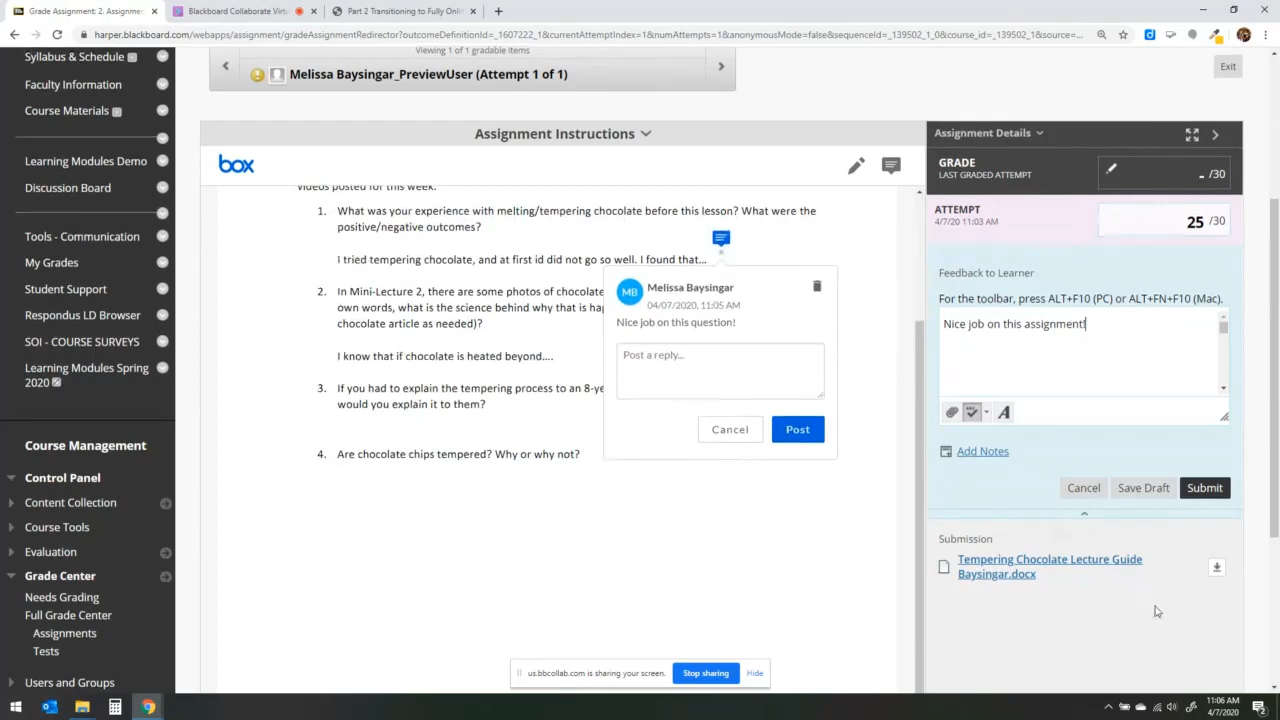 Grade Assignment: 2. Assignmen
Blackboard Collaborate Virtu
Part 2 Transitioning to Fully Onlin
harper.blackboard.com/webapps/assignment/gradeAssignmentRedirector?outcomeDefinitionId=_1607222_1&currentAttemptIndex=1&numAttempts=1&anonymousMode=false&sequenceId=_139502_1_0&course_id=_139502_1&source=...
Syllabus & Schedule
Faculty Information
Course Materials
Learning Modules Demo
Discussion Board
Tools - Communication
My Grades
Student Support
Respondus LD Browser
SOI - COURSE SURVEYS
Learning Modules Spring
2020
Course Management
Control Panel
Content Collection
Course Tools
Evaluation
Grade Center
Needs Grading
Full Grade Center
Assignments
Tests
Users and Groups
Viewing 1 of 1 gradable items
Melissa Baysingar_PreviewUser (Attempt 1 of 1)
Exit
Assignment Instructions
box
videos posted for this week.
1. What was your experience with melting/tempering chocolate before this lesson? What were the
positive/negative outcomes?
I tried tempering chocolate, and at first id did not go so well. I found that...
2. In Mini-Lecture 2, there are some photos of chocolate
own words, what is the science behind why that is hap
chocolate article as needed)?
I know that if chocolate is heated beyond....
3. If you had to explain the tempering process to an 8-ye
would you explain it to them?
4. Are chocolate chips tempered? Why or why not?
MB
Melissa Baysingar
04/07/2020, 11:05 AM
Nice job on this question!
Post a reply...
Cancel
Post
Assignment Details
GRADE
LAST GRADED ATTEMPT
- /30
ATTEMPT
4/7/20 11:03 AM
25 /30
Feedback to Learner
For the toolbar, press ALT+F10 (PC) or ALT+FN+F10 (Mac).
Nice job on this assignment!
Add Notes
Cancel
Save Draft
Submit
Submission
Tempering Chocolate Lecture Guide
Baysingar.docx
us.bbcollab.com is sharing your screen.
Stop sharing
Hide
11:06 AM
4/7/2020
2